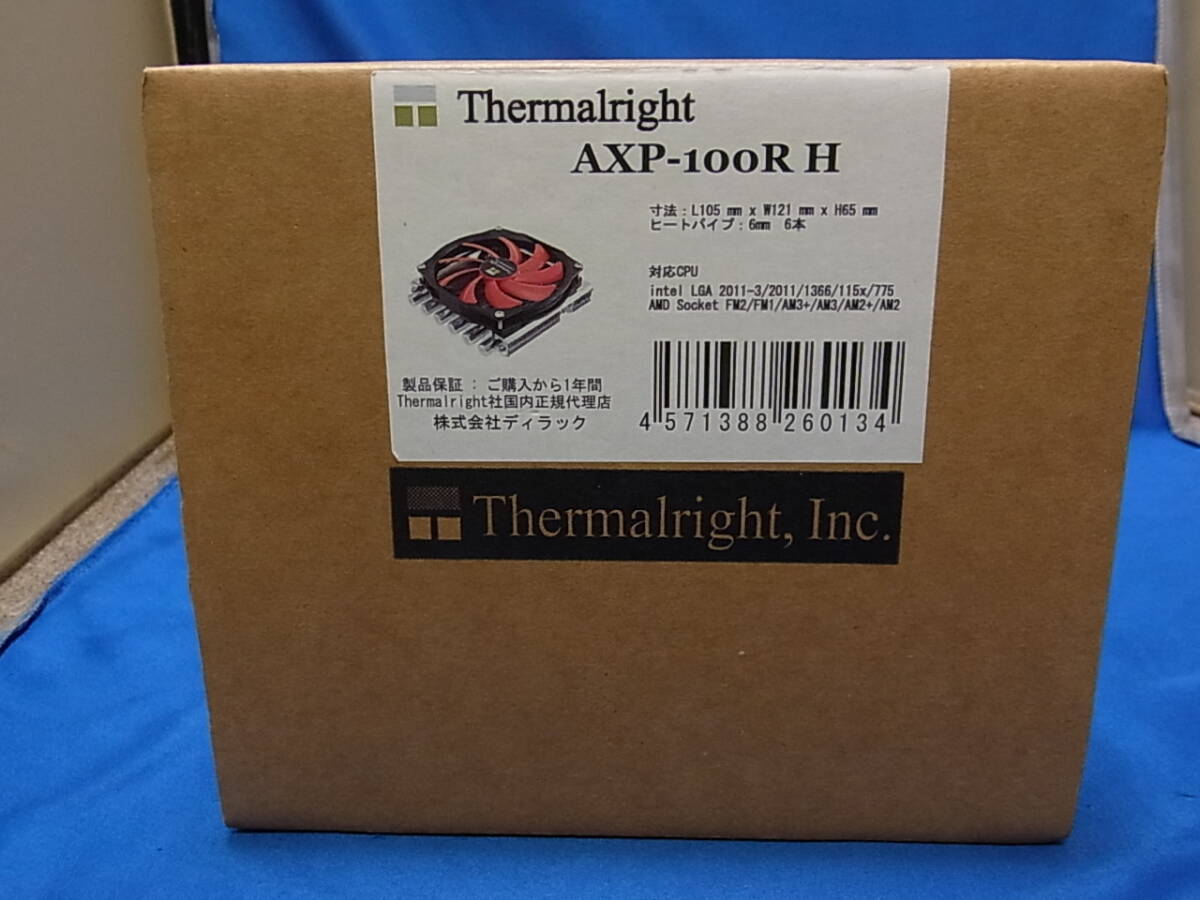 Thermalright
AXP-100R H
寸法：L105 mm x W121 mm x H65 mm
ヒートパイプ：6mm 6本
対応CPU
intel LGA 2011-3/2011/1366/115x/775
AMD Socket FM2/FM1/AM3+/AM3/AM2+/AM2
製品保証：ご購入から1年間
Thermalright社国内正規代理店
株式会社ディラック
4 571388 260134
Thermalright, Inc.